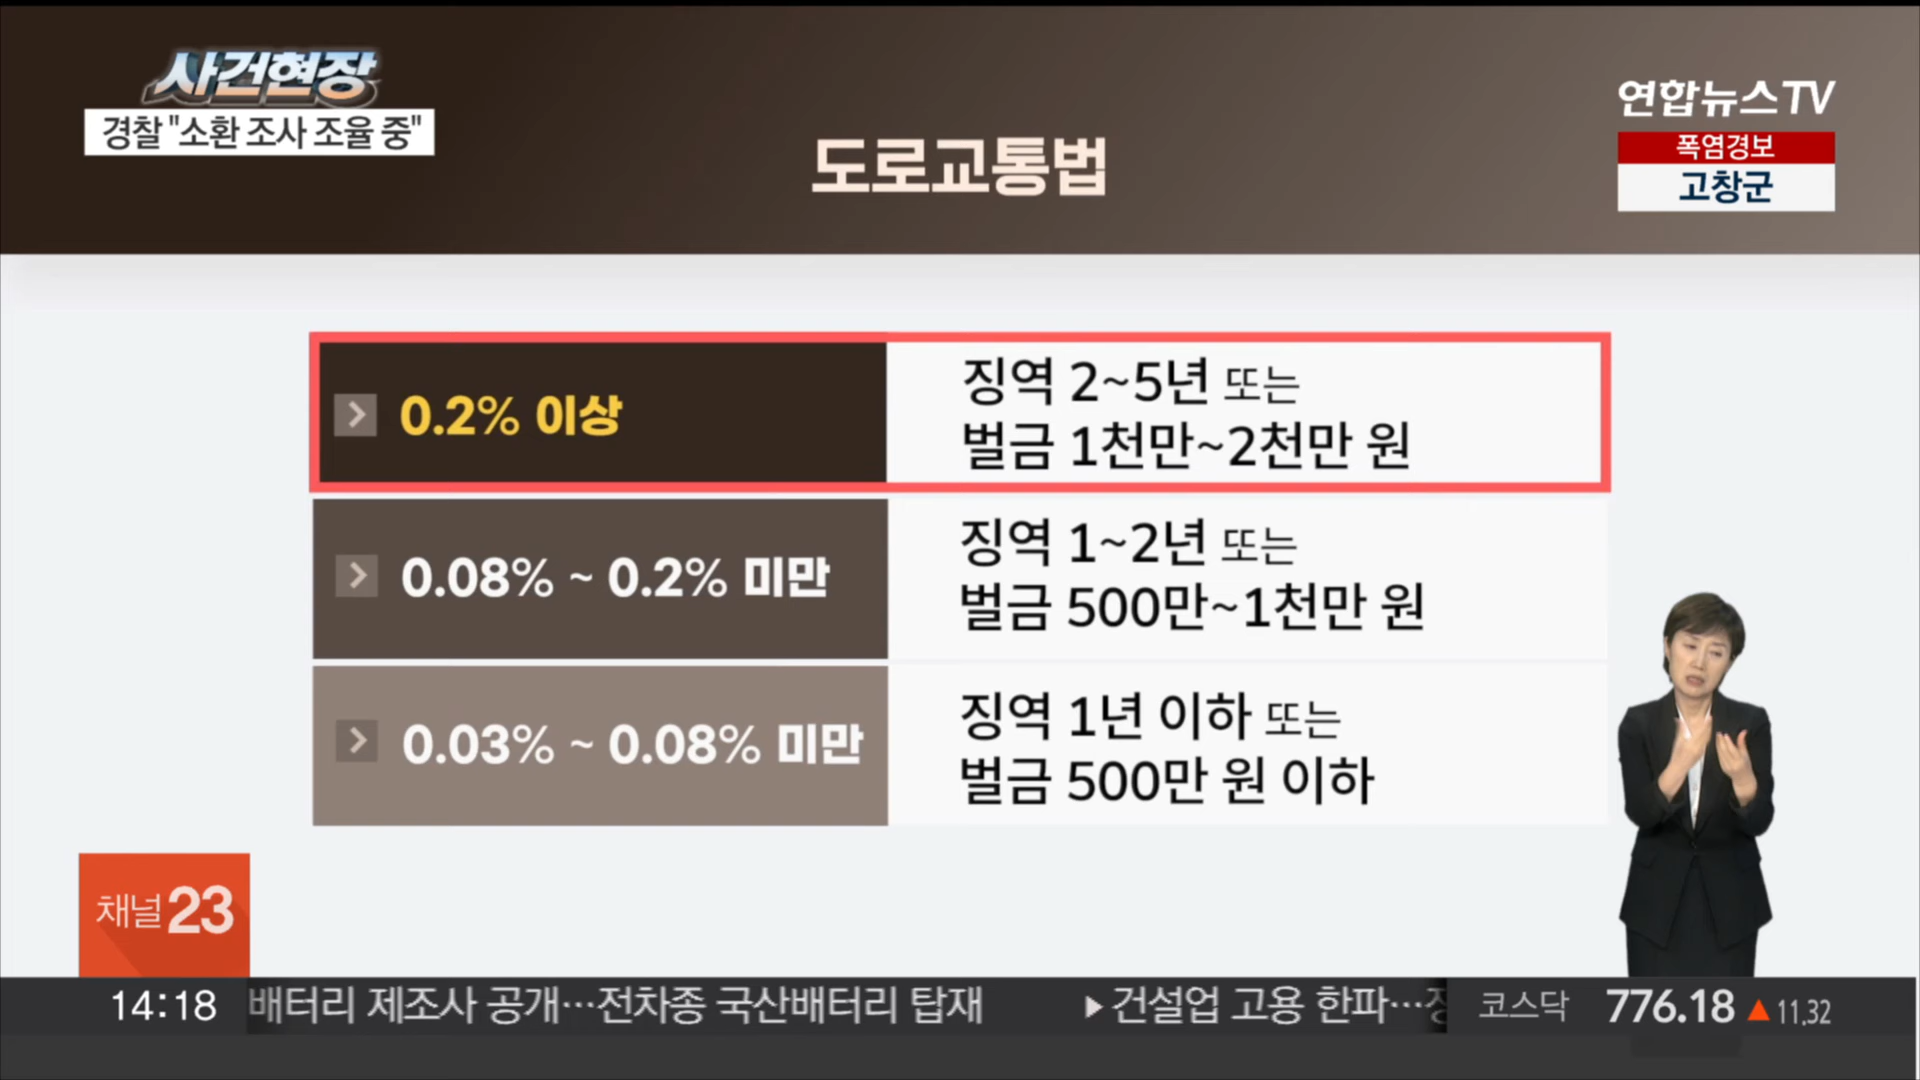 사건현장
경찰 "소환 조사 조율 중"
연합뉴스TV
폭염경보
고창군
도로교통법
0.2% 이상
징역 2~5년 또는
벌금 1천만~2천만 원
0.08% ~ 0.2% 미만
징역 1~2년 또는
벌금 500만~1천만 원
0.03% ~ 0.08% 미만
징역 1년 이하 또는
벌금 500만 원 이하
채널 23
14:18 배터리 제조사 공개…전차종 국산배터리 탑재 ▶건설업 고용 한파… 코스닥 776.18 ▲ 11.32